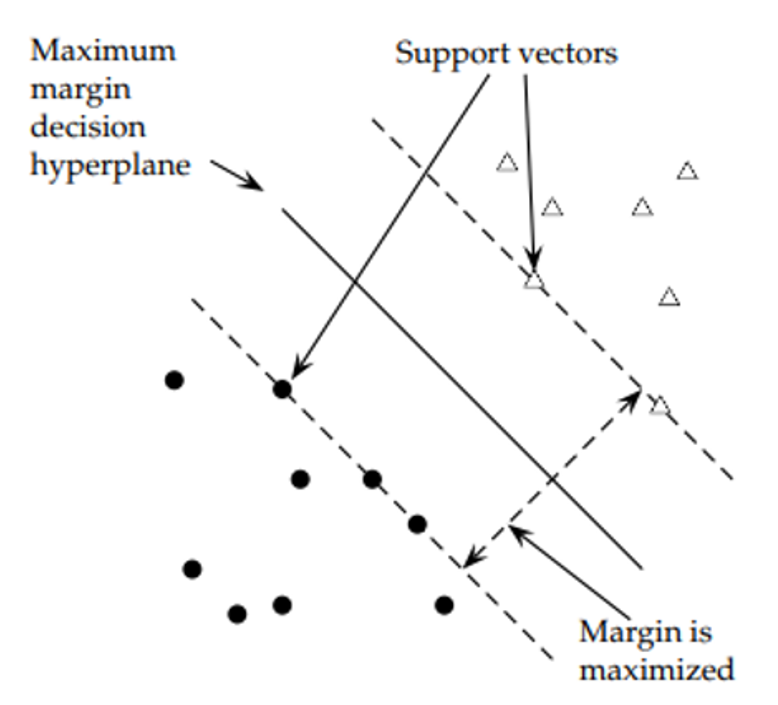 Maximum
margin
decision
hyperplane
Support vectors
Margin is
maximized